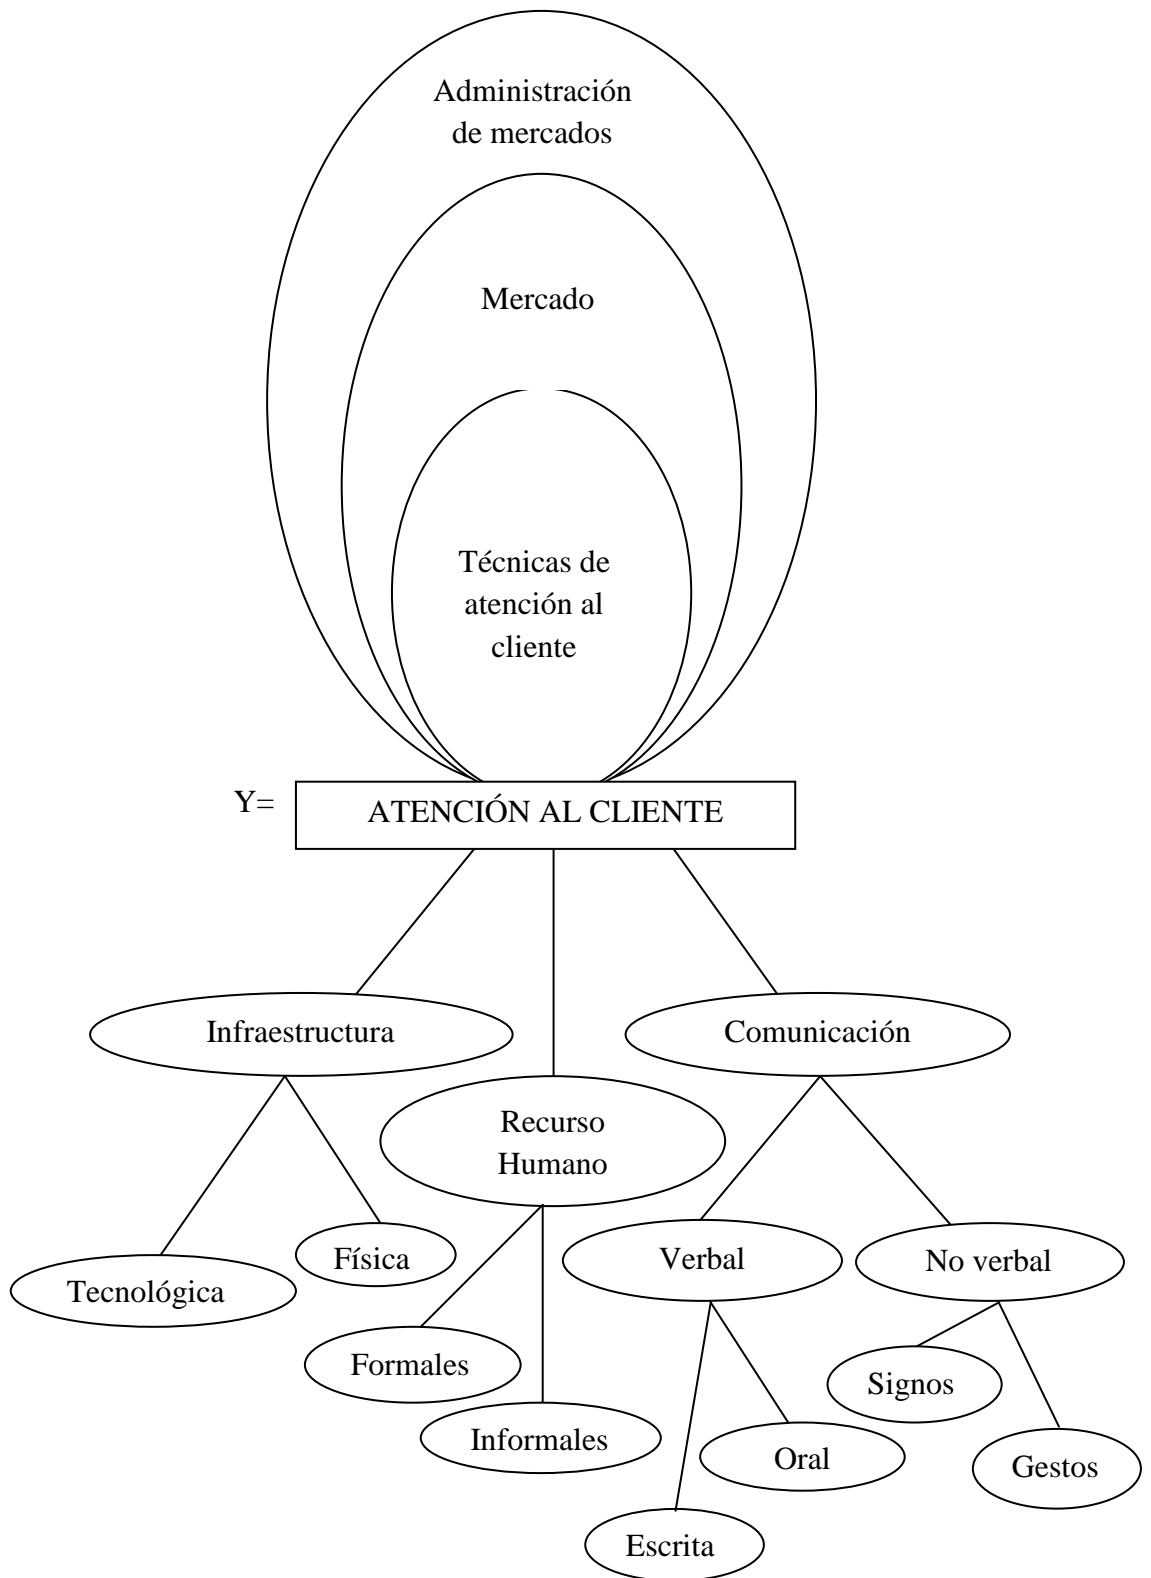 Administración
de mercados
Mercado
Técnicas de
atención al
cliente
Y=
ATENCIÓN AL CLIENTE
Infraestructura
Comunicación
Recurso
Humano
Física
Tecnológica
Verbal
No verbal
Formales
Informales
Signos
Oral
Gestos
Escrita